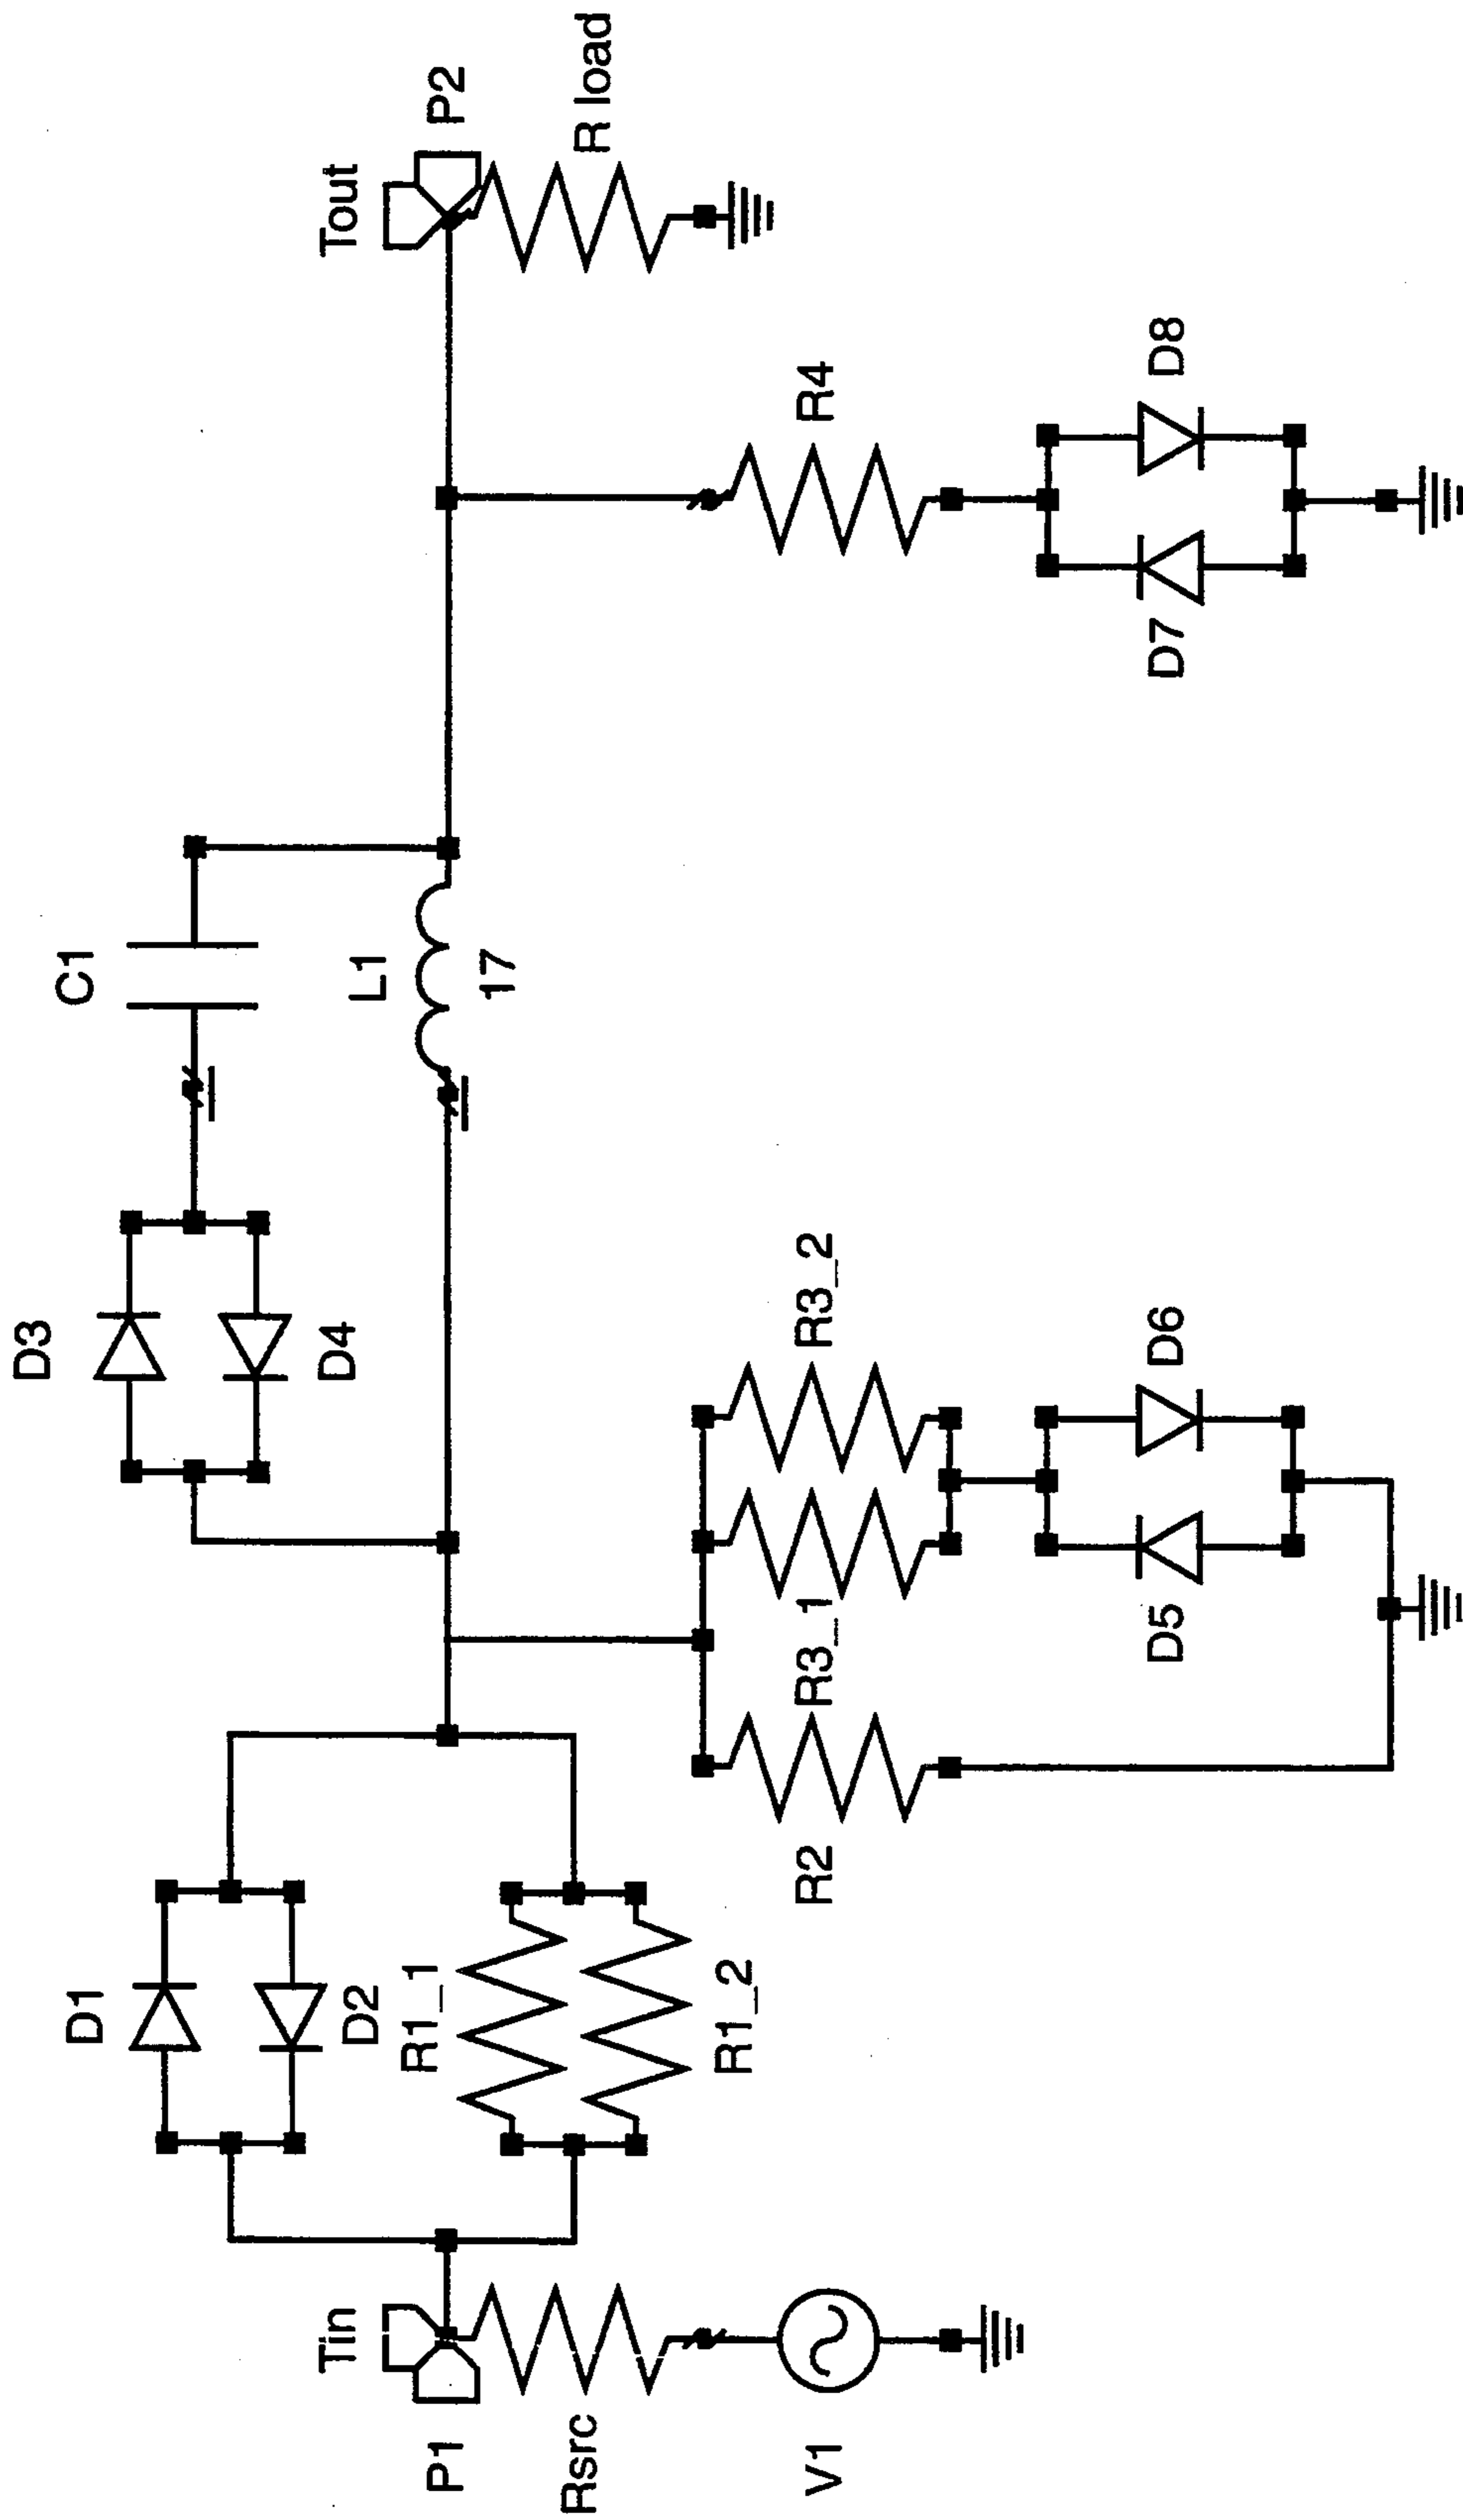 D1
D2
R1_1
R1_2
Tin
P1
Rsrc
V1
D3
D4
C1
L1
17
R2
R3_1
R3_2
D5
D6
R4
D7
D8
Tout
P2
R load